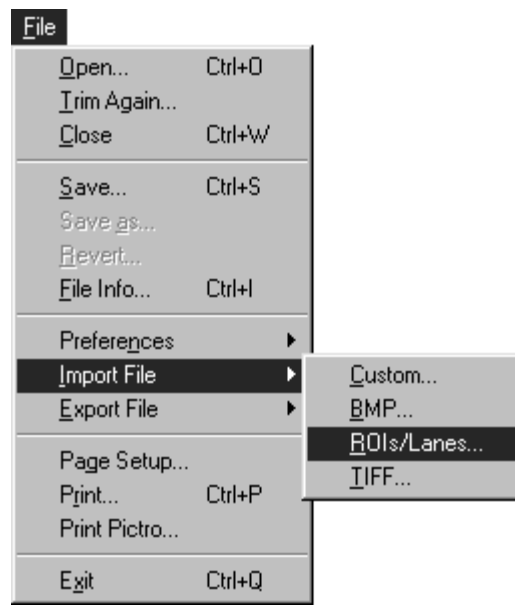 File
Open... Ctrl+O
Trim Again...
Close Ctrl+W
Save... Ctrl+S
Save as...
Revert...
File Info... Ctrl+I
Preferences
Import File
Export File
Page Setup...
Print... Ctrl+P
Print Pictro...
Exit Ctrl+Q
Custom...
BMP...
ROIs/Lanes...
TIFF...